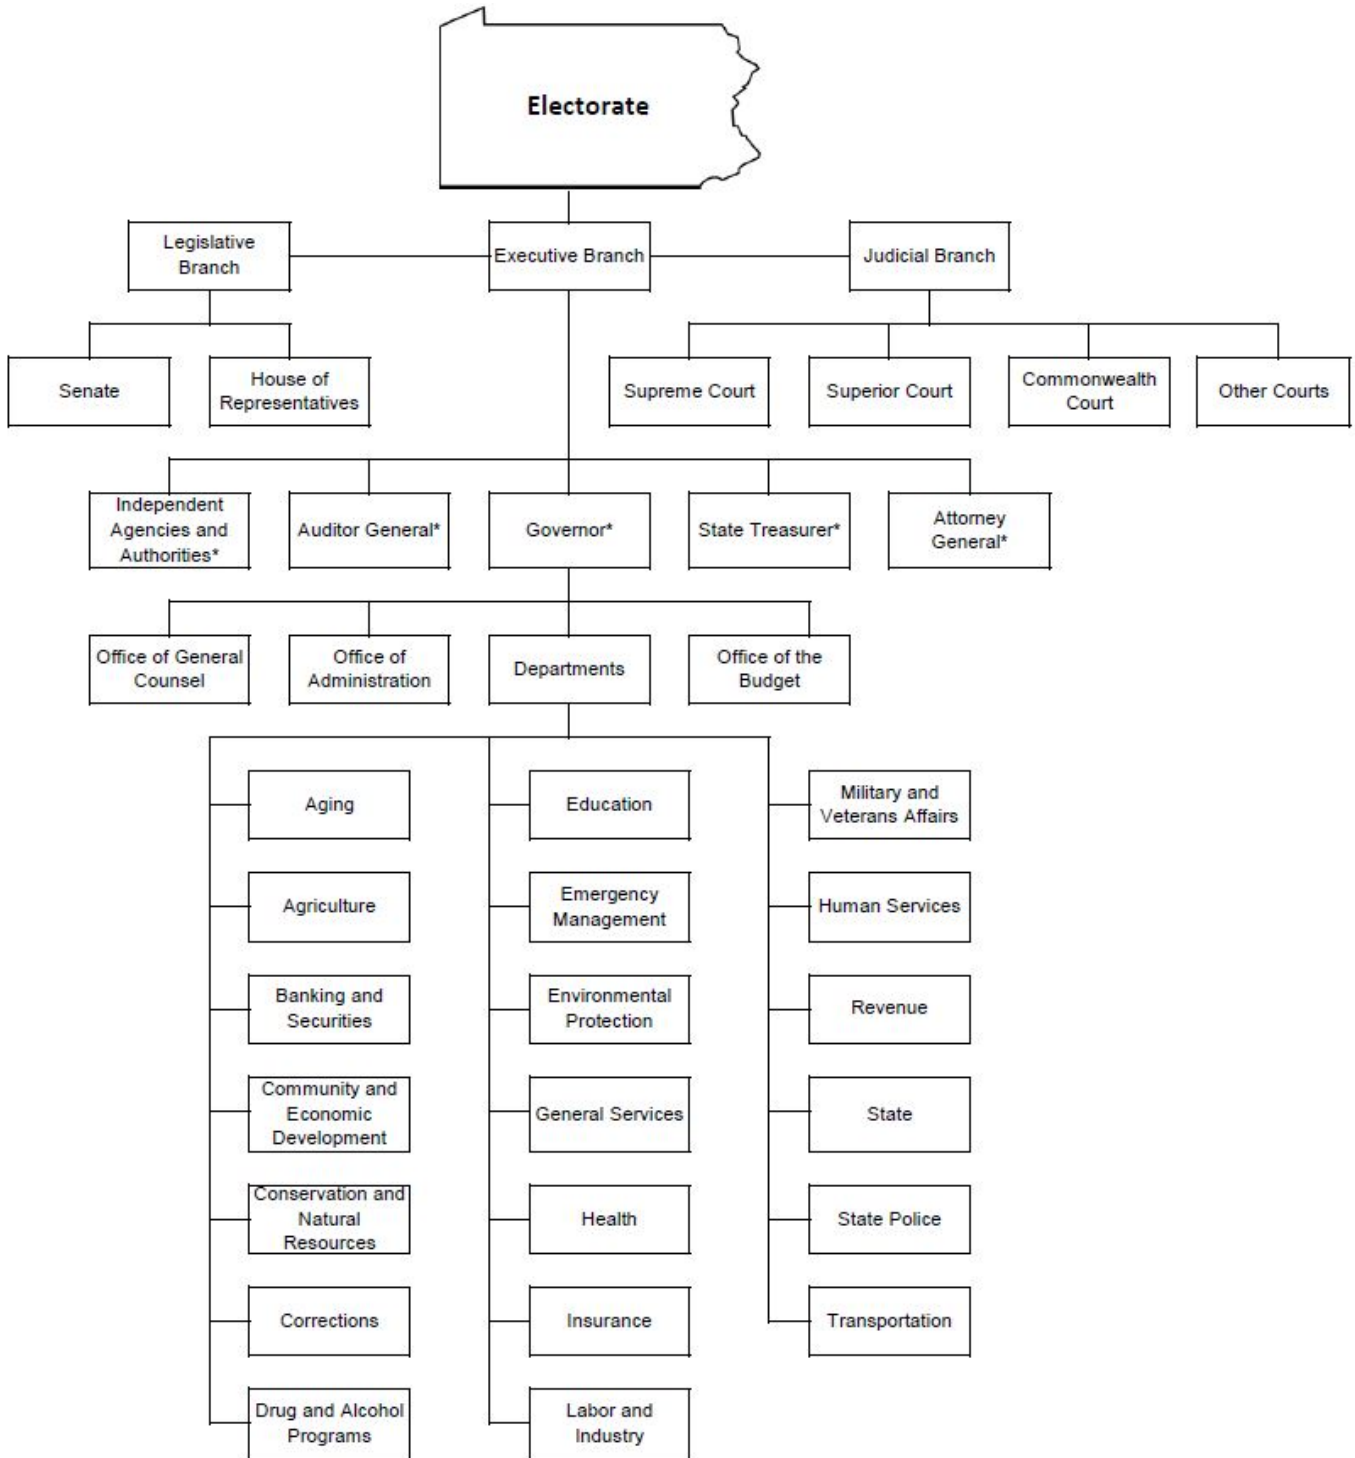 Electorate
Legislative
Branch
Executive Branch
Judicial Branch
Senate
House of
Representatives
Supreme Court
Superior Court
Commonwealth
Court
Other Courts
Independent
Agencies and
Authorities*
Auditor General*
Governor*
State Treasurer*
Attorney
General*
Office of General
Counsel
Office of
Administration
Departments
Office of the
Budget
Aging
Education
Military and
Veterans Affairs
Agriculture
Emergency
Management
Human Services
Banking and
Securities
Environmental
Protection
Revenue
Community and
Economic
Development
General Services
State
Conservation and
Natural
Resources
Health
State Police
Corrections
Insurance
Transportation
Drug and Alcohol
Programs
Labor and
Industry